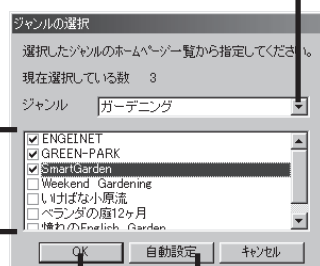 ジャンルの選択
選択したジャンルのホームページ一覧から指定してください。
現在選択している数 3
ジャンル ガーデニング
ENGEINET
GREEN-PARK
SmartGarden
Weekend Gardening
いけばな小原流
ベランダの庭12ヶ月
憧れのEnglish Garden
OK 自動設定 キャンセル